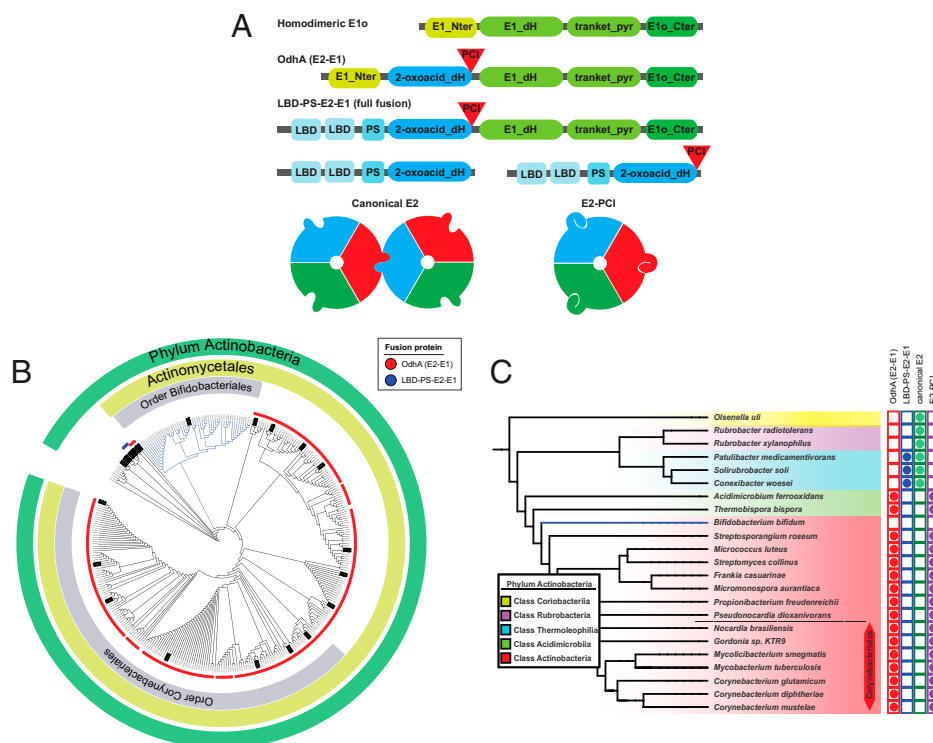 A
Homodimeric E1o
E1_Nter E1_dH tranket_pyr E1o_Cter
OdhA (E2-E1)
PCI
E1_Nter 2-oxoacid_dH E1_dH tranket_pyr E1o_Cter
LBD-PS-E2-E1 (full fusion)
PCI
LBD LBD PS 2-oxoacid_dH E1_dH tranket_pyr E1o_Cter
PCI
LBD LBD PS 2-oxoacid_dH LBD LBD PS 2-oxoacid_dH
Canonical E2 E2-PCI
B
Phylum Actinobacteria
Actinomycetales
Order Bifidobacteriales
Order Corynebacteriales
Fusion protein
OdhA (E2-E1)
LBD-PS-E2-E1
C
OdhA (E2-E1)
LBD-PS-E2-E1
canonical E2
E2-PCI
Olsenella uli
Rubrobacter radiotolerans
Rubrobacter xylanophilus
Patulibacter medicamentivorans
Solirubrobacter soli
Conexibacter woesei
Acidimicrobium ferrooxidans
Thermobispora bispora
Bifidobacterium bifidum
Streptosporangium roseum
Micrococcus luteus
Streptomyces collinus
Frankia casuarinae
Micromonospora aurantiaca
Propionibacterium freudenreichii
Pseudonocardia dioxanivorans
Nocardia brasiliensis
Gordonia sp. KTR9
Mycolicibacterium smegmatis
Mycobacterium tuberculosis
Corynebacterium glutamicum
Corynebacterium diphtheriae
Corynebacterium mustelae
Corynebacteriales
Phylum Actinobacteria
Class Coriobacteriia
Class Rubrobacteria
Class Thermoleophilia
Class Acidimicrobiia
Class Actinobacteria